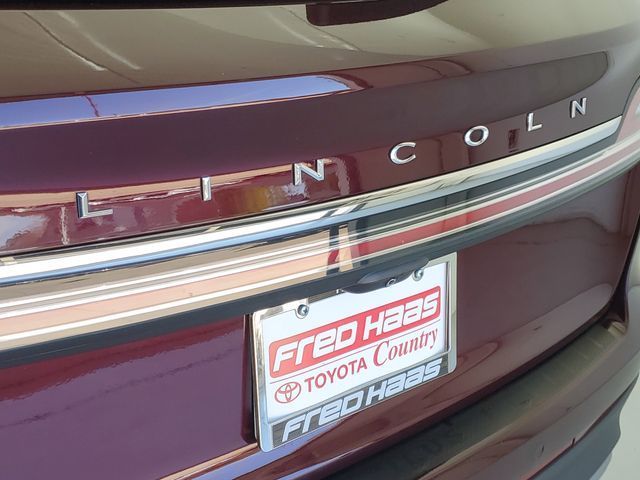 LINCOLN
FRED HAAS
TOYOTA Country
FRED HAAS